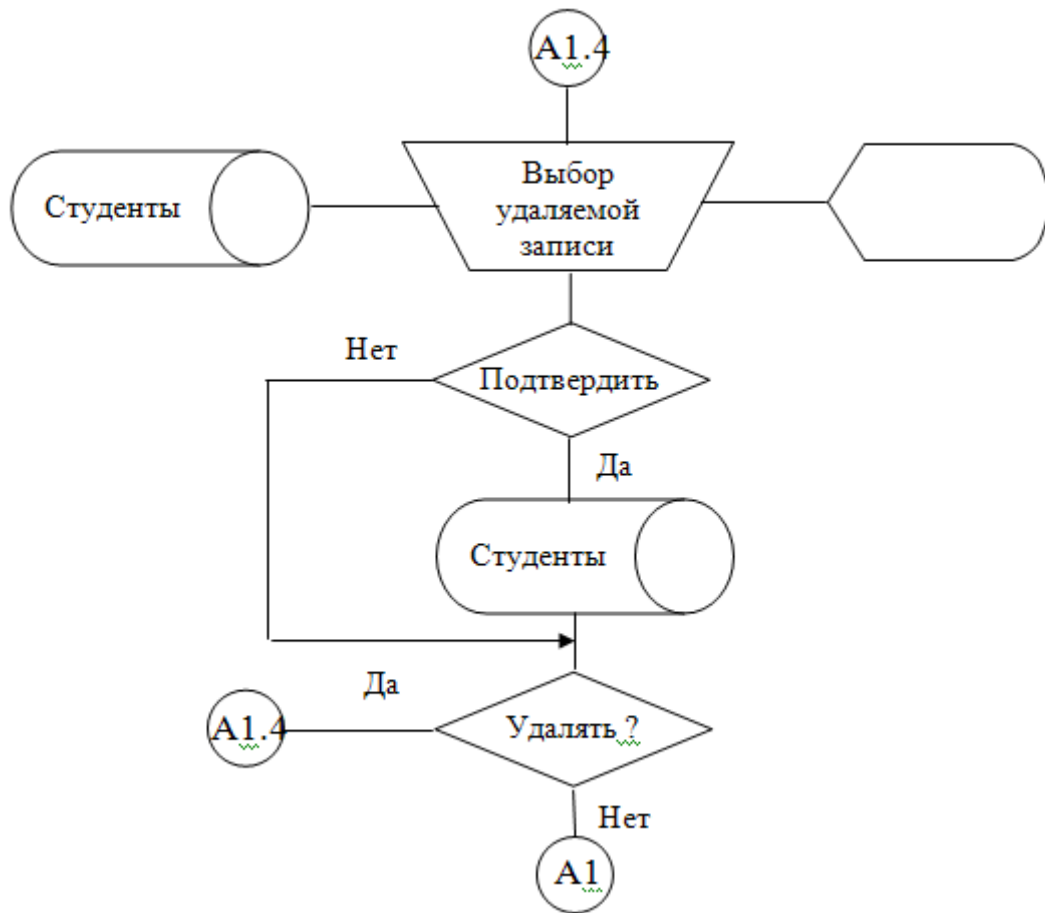 А1.4
Выбор
удаляемой
записи
Студенты
Нет
Подтвердить
Да
Студенты
Да
А1.4
Удалять ?
Нет
А1